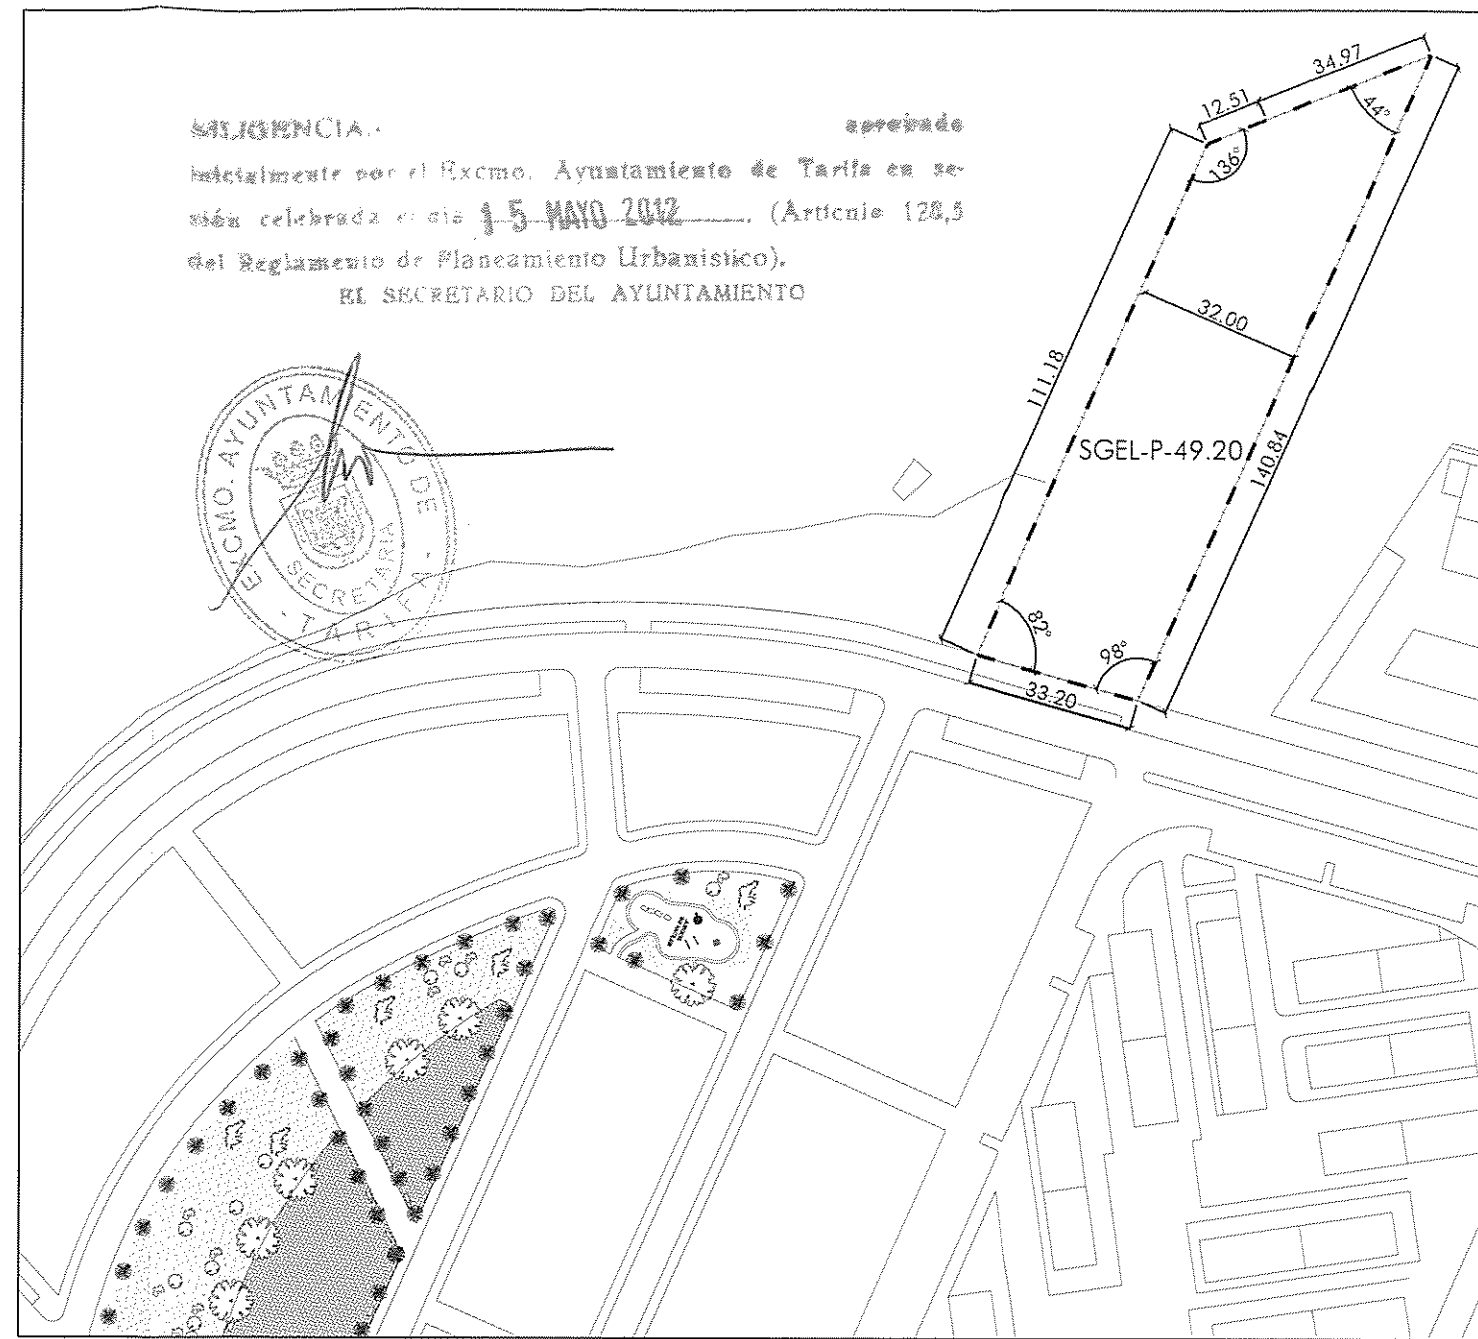 DILIGENCIA.- aprobado
inicialmente por el Excmo. Ayuntamiento de Tarifa en se-
sión celebrada el día 15 MAYO 2012. (Artículo 128,5
del Reglamento de Planeamiento Urbanístico).
EL SECRETARIO DEL AYUNTAMIENTO
EXCMO. AYUNTAMIENTO DE
- TARIFA -
SECRETARIA
34.97
12.51
44°
136°
32.00
111.18
SGEL-P-49.20
140.84
82°
98°
33.20